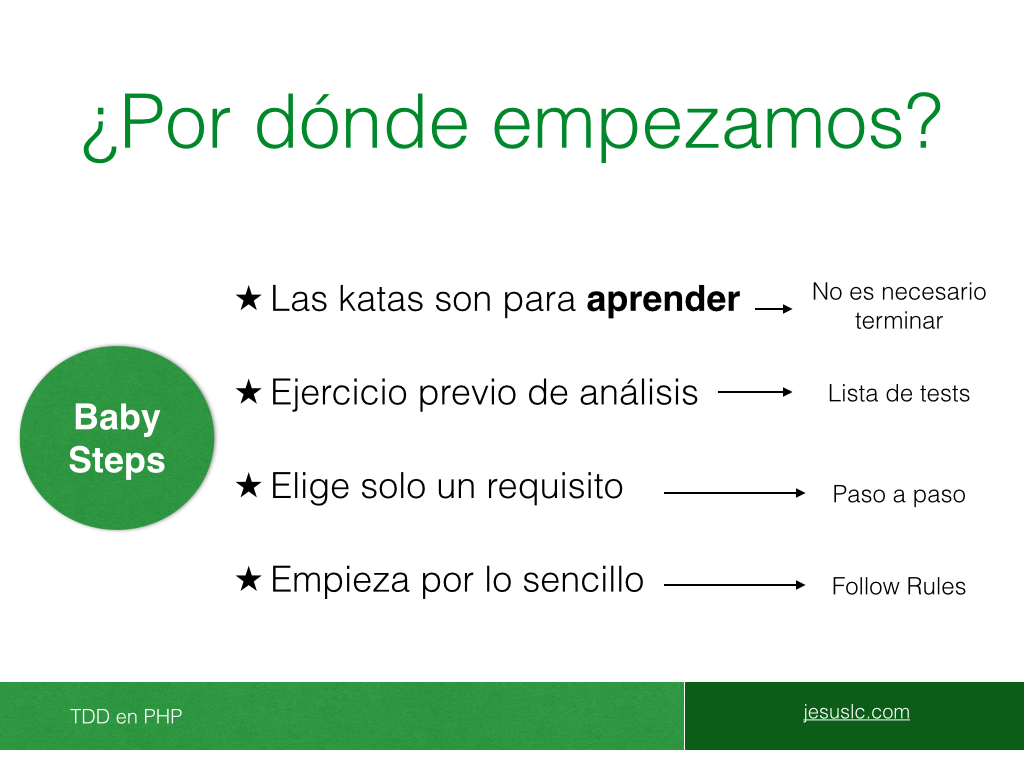 ¿Por dónde empezamos?
★ Las katas son para aprender
No es necesario
terminar
★ Ejercicio previo de análisis
Lista de tests
Baby
Steps
★ Elige solo un requisito
Paso a paso
★ Empieza por lo sencillo
Follow Rules
TDD en PHP
jesuslc.com